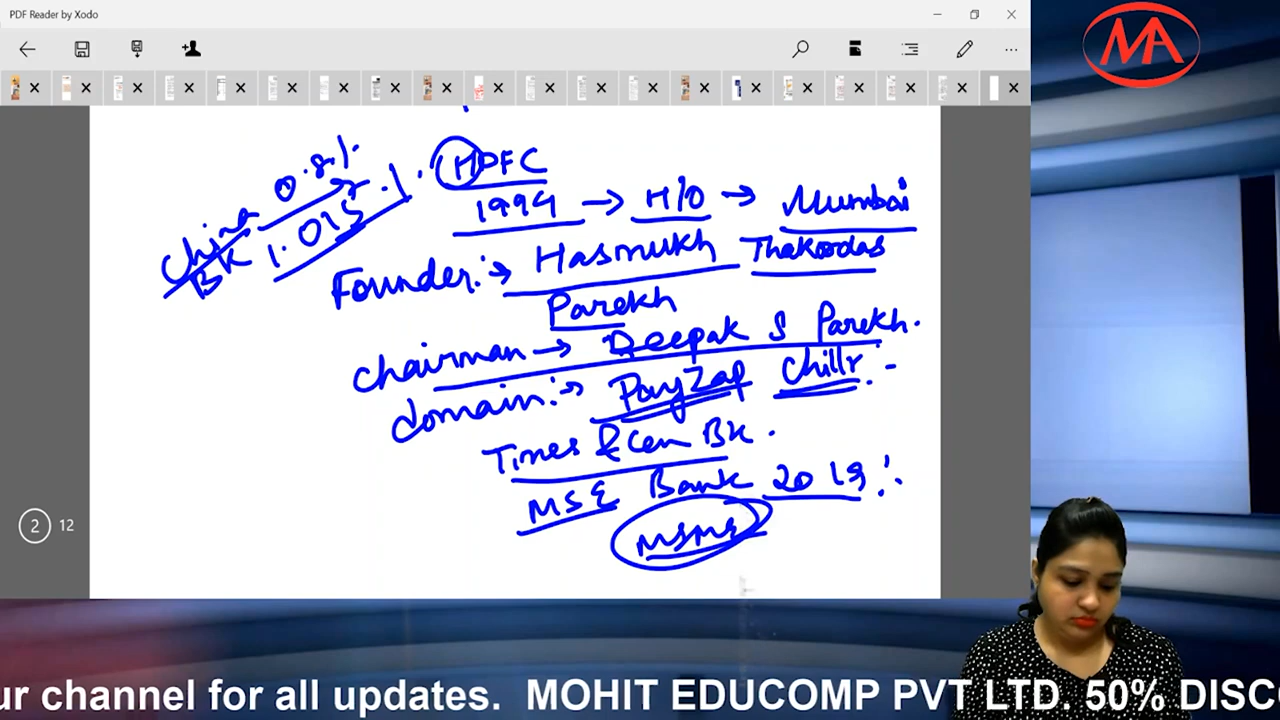 PDF Reader by Xodo
MA
HDFC
1994 → H/O → Mumbai
China 0.8%
BK 1.015%
Founder :→ Hasmukh Thakordas
Parekh
Chairman → Deepak S Parekh.
domain :→ PayZap Chillr :-
Times & Cen BK.
MSE Bank 2019
MSME
2 12
ur channel for all updates. MOHIT EDUCOMP PVT LTD. 50% DISC